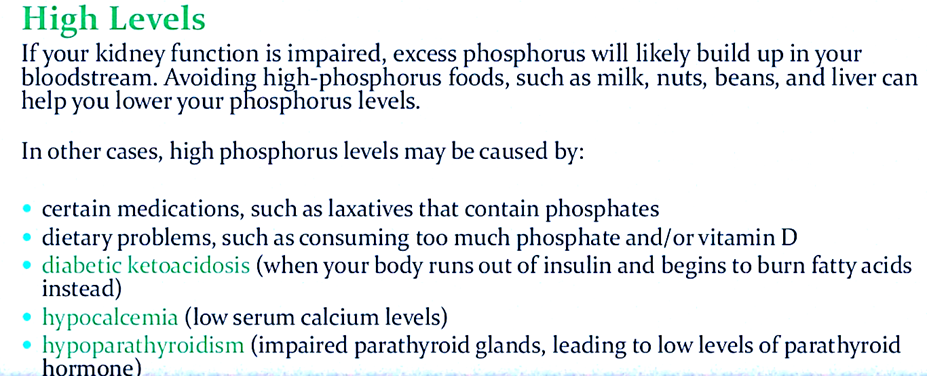 High Levels
If your kidney function is impaired, excess phosphorus will likely build up in your
bloodstream. Avoiding high-phosphorus foods, such as milk, nuts, beans, and liver can
help you lower your phosphorus levels.
In other cases, high phosphorus levels may be caused by:
• certain medications, such as laxatives that contain phosphates
• dietary problems, such as consuming too much phosphate and/or vitamin D
• diabetic ketoacidosis (when your body runs out of insulin and begins to burn fatty acids
instead)
• hypocalcemia (low serum calcium levels)
• hypoparathyroidism (impaired parathyroid glands, leading to low levels of parathyroid
hormone)